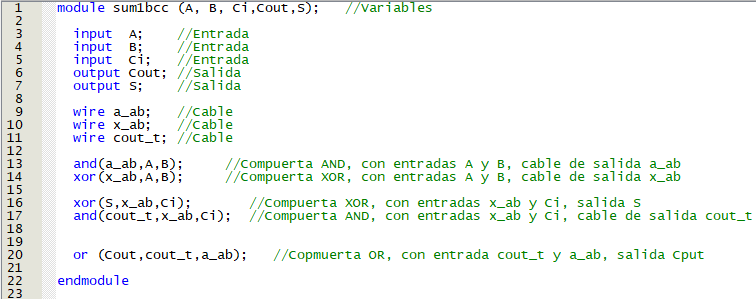 1 module sum1bcc (A, B, Ci,Cout,S); //Variables
2
3 input A; //Entrada
4 input B; //Entrada
5 input Ci; //Entrada
6 output Cout; //Salida
7 output S; //Salida
8
9 wire a_ab; //Cable
10 wire x_ab; //Cable
11 wire cout_t; //Cable
12
13 and(a_ab,A,B); //Compuerta AND, con entradas A y B, cable de salida a_ab
14 xor(x_ab,A,B); //Compuerta XOR, con entradas A y B, cable de salida x_ab
15
16 xor(S,x_ab,Ci); //Compuerta XOR, con entradas x_ab y Ci, salida S
17 and(cout_t,x_ab,Ci); //Compuerta AND, con entradas x_ab y Ci, cable de salida cout_t
18
19
20 or (Cout,cout_t,a_ab); //Copmuerta OR, con entrada cout_t y a_ab, salida Cput
21
22 endmodule
23